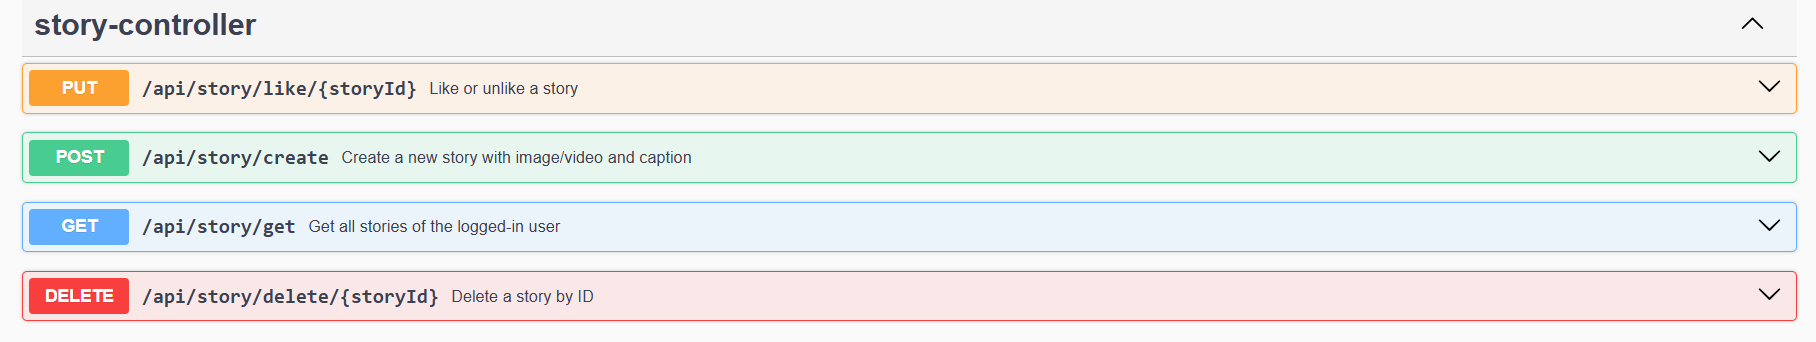 story-controller
PUT /api/story/like/{storyId} Like or unlike a story
POST /api/story/create Create a new story with image/video and caption
GET /api/story/get Get all stories of the logged-in user
DELETE /api/story/delete/{storyId} Delete a story by ID